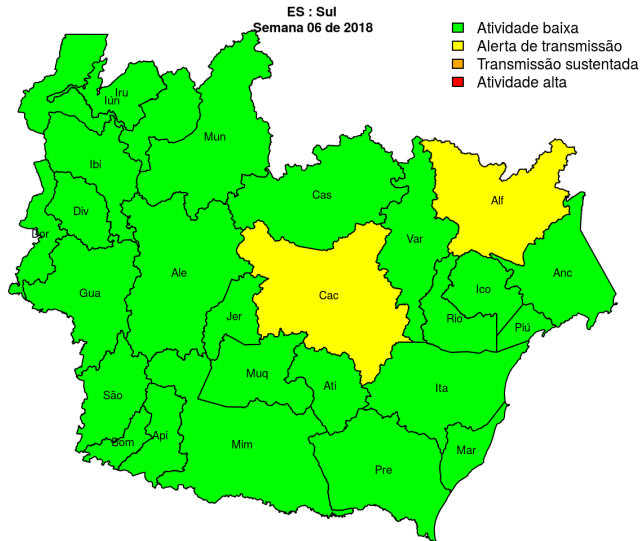 ES : Sul
Semana 06 de 2018
Atividade baixa
Alerta de transmissão
Transmissão sustentada
Atividade alta
Iru
Iún
Mun
Ibi
Cas
Alf
Div
Dor
Var
Ale
Anc
Gua
Cac
Ico
Jer
Rio
Piú
Muq
Ati
Ita
São
Bom
Api
Mim
Mar
Pre